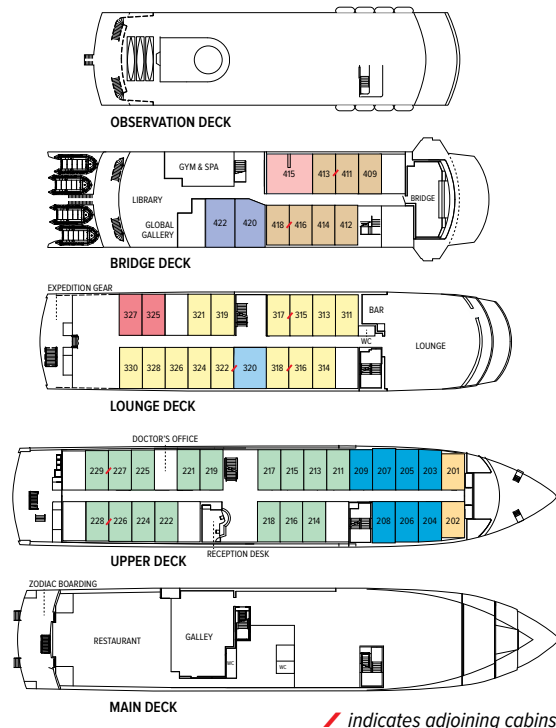 OBSERVATION DECK
GYM & SPA
415 413 411 409
LIBRARY
BRIDGE
GLOBAL
GALLERY
422 420 418 416 414 412
BRIDGE DECK
EXPEDITION GEAR
327 325 321 319 317 315 313 311
BAR
WC
LOUNGE
330 328 326 324 322 320 318 316 314
LOUNGE DECK
DOCTOR'S OFFICE
229 227 225 221 219 217 215 213 211 209 207 205 203 201
228 226 224 222 218 216 214 208 206 204 202
RECEPTION DESK
UPPER DECK
ZODIAC BOARDING
RESTAURANT
GALLEY
WC
WC
MAIN DECK
indicates adjoining cabins